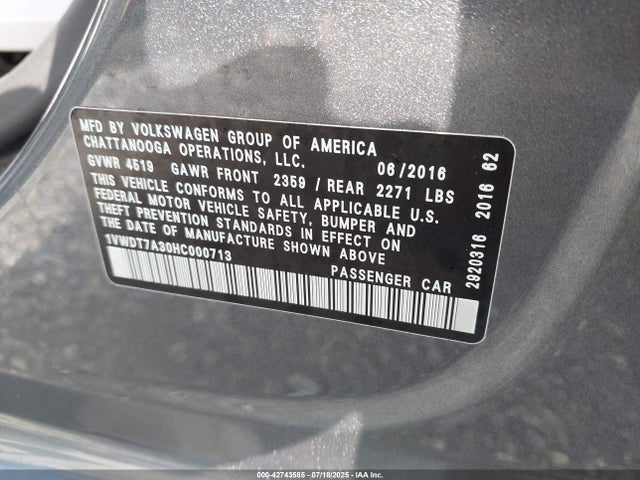 MFD BY VOLKSWAGEN GROUP OF AMERICA
CHATTANOOGA OPERATIONS, LLC. 06/2016
GVWR 4519 GAWR FRONT 2359 / REAR 2271 LBS
THIS VEHICLE CONFORMS TO ALL APPLICABLE U.S.
FEDERAL MOTOR VEHICLE SAFETY, BUMPER AND
THEFT PREVENTION STANDARDS IN EFFECT ON
THE DATE OF MANUFACTURE SHOWN ABOVE
1VWDT7A30HC000713
PASSENGER CAR
2920316 2016 62
000-42743585 - 07/18/2025 - © IAA Inc.